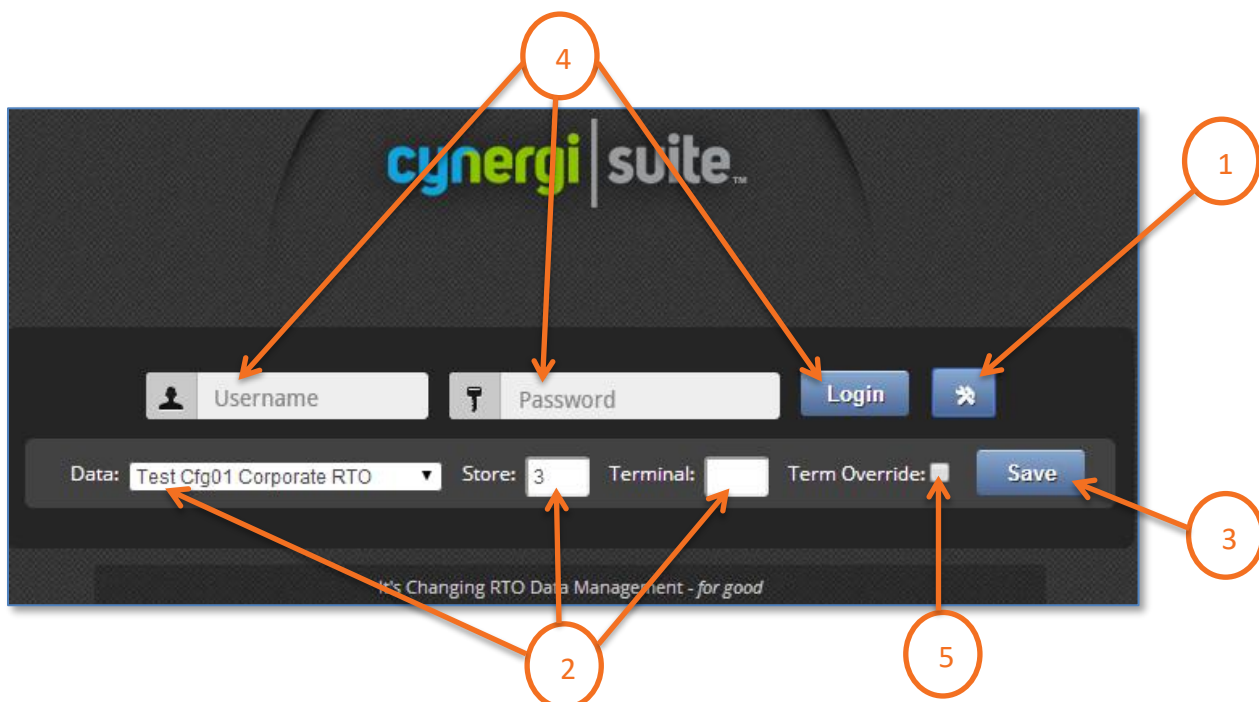 4
cynergi suite™
1
Username Password Login
Data: Test Cfg01 Corporate RTO Store: 3 Terminal: Term Override: Save
3
It's Changing RTO Data Management - for good
2
5